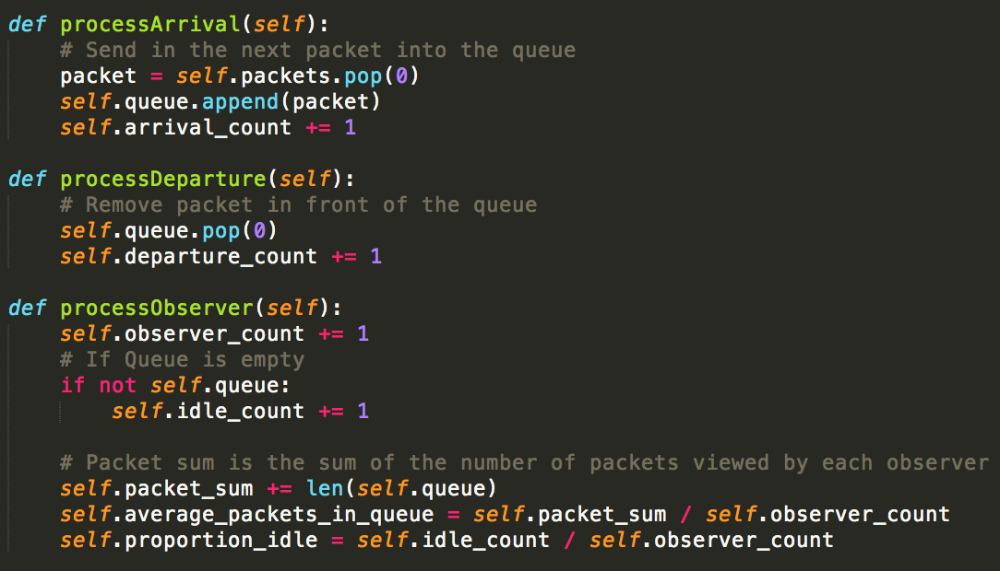 def processArrival(self):
    # Send in the next packet into the queue
    packet = self.packets.pop(0)
    self.queue.append(packet)
    self.arrival_count += 1

def processDeparture(self):
    # Remove packet in front of the queue
    self.queue.pop(0)
    self.departure_count += 1

def processObserver(self):
    self.observer_count += 1
    # If Queue is empty
    if not self.queue:
        self.idle_count += 1

    # Packet sum is the sum of the number of packets viewed by each observer
    self.packet_sum += len(self.queue)
    self.average_packets_in_queue = self.packet_sum / self.observer_count
    self.proportion_idle = self.idle_count / self.observer_count